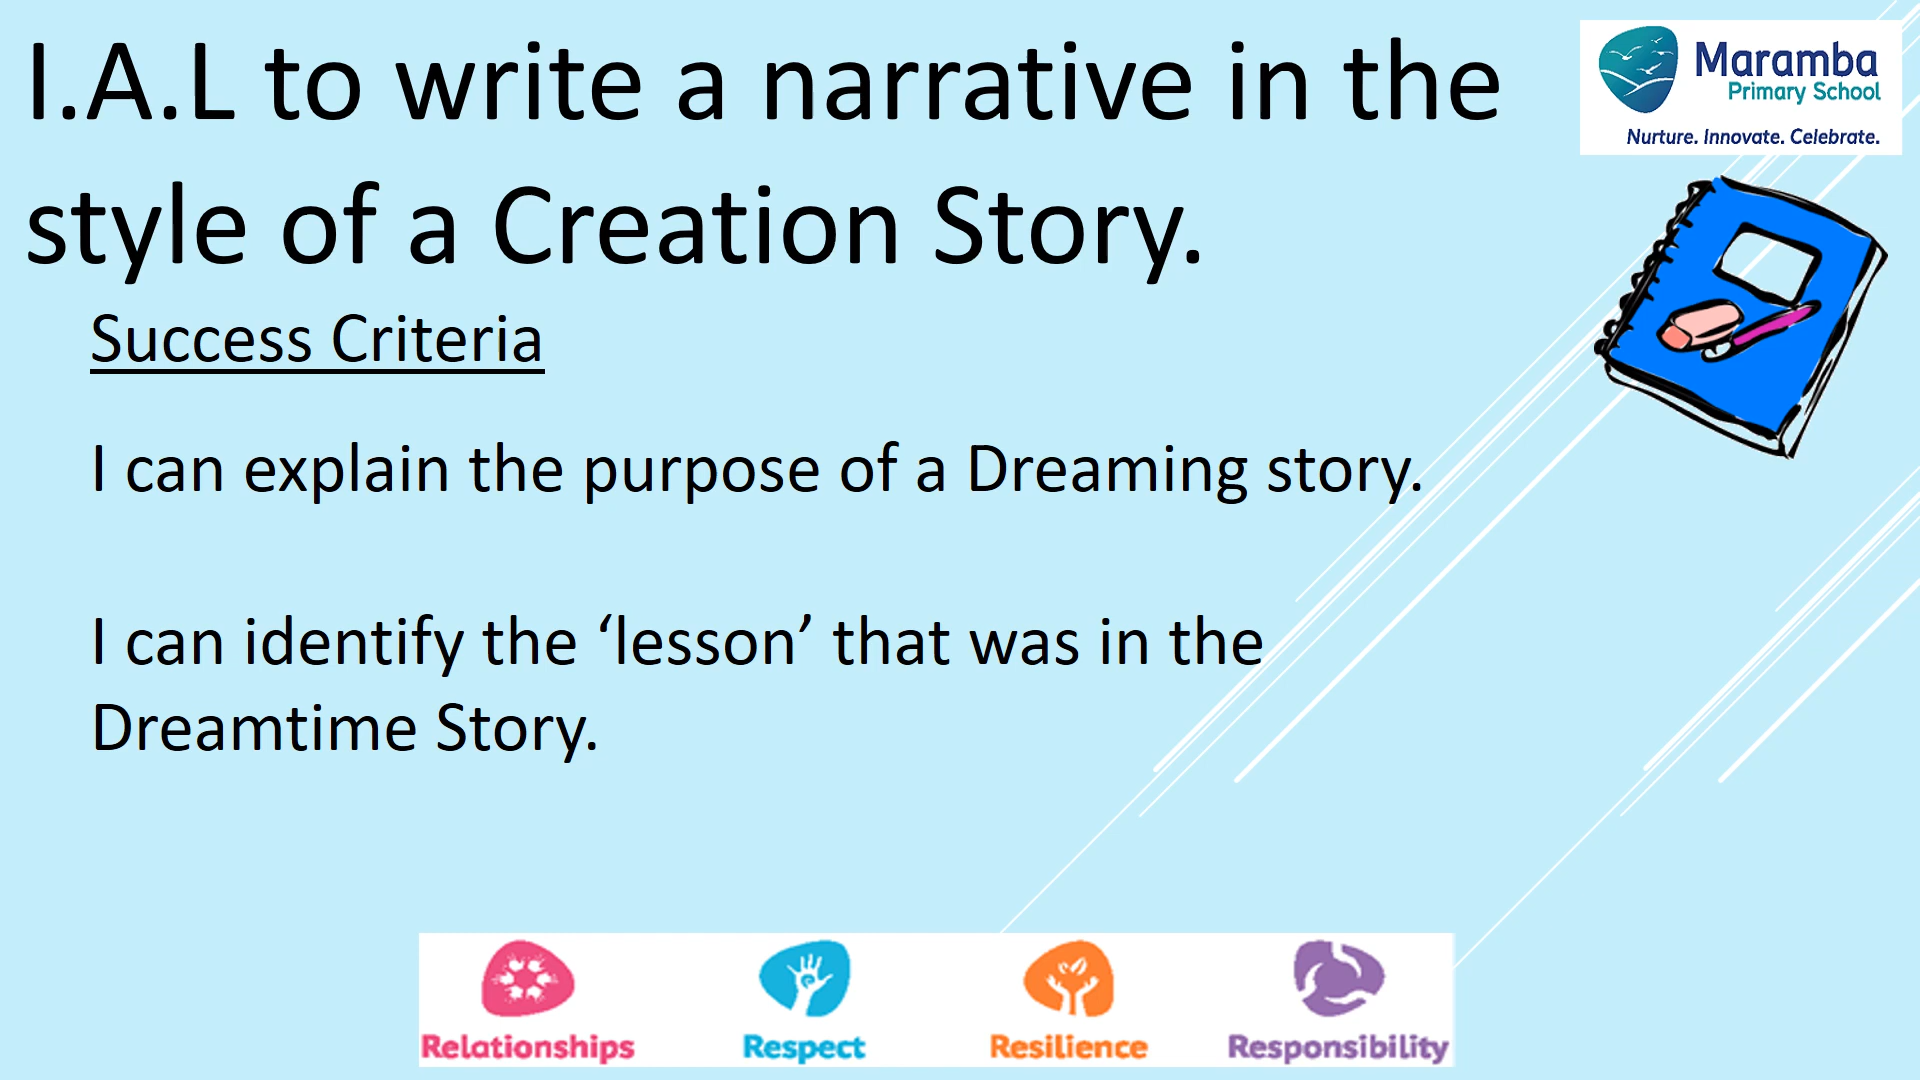 I.A.L to write a narrative in the
style of a Creation Story.
Maramba
Primary School
Nurture. Innovate. Celebrate.
Success Criteria
I can explain the purpose of a Dreaming story.
I can identify the ‘lesson’ that was in the
Dreamtime Story.
Relationships Respect Resilience Responsibility